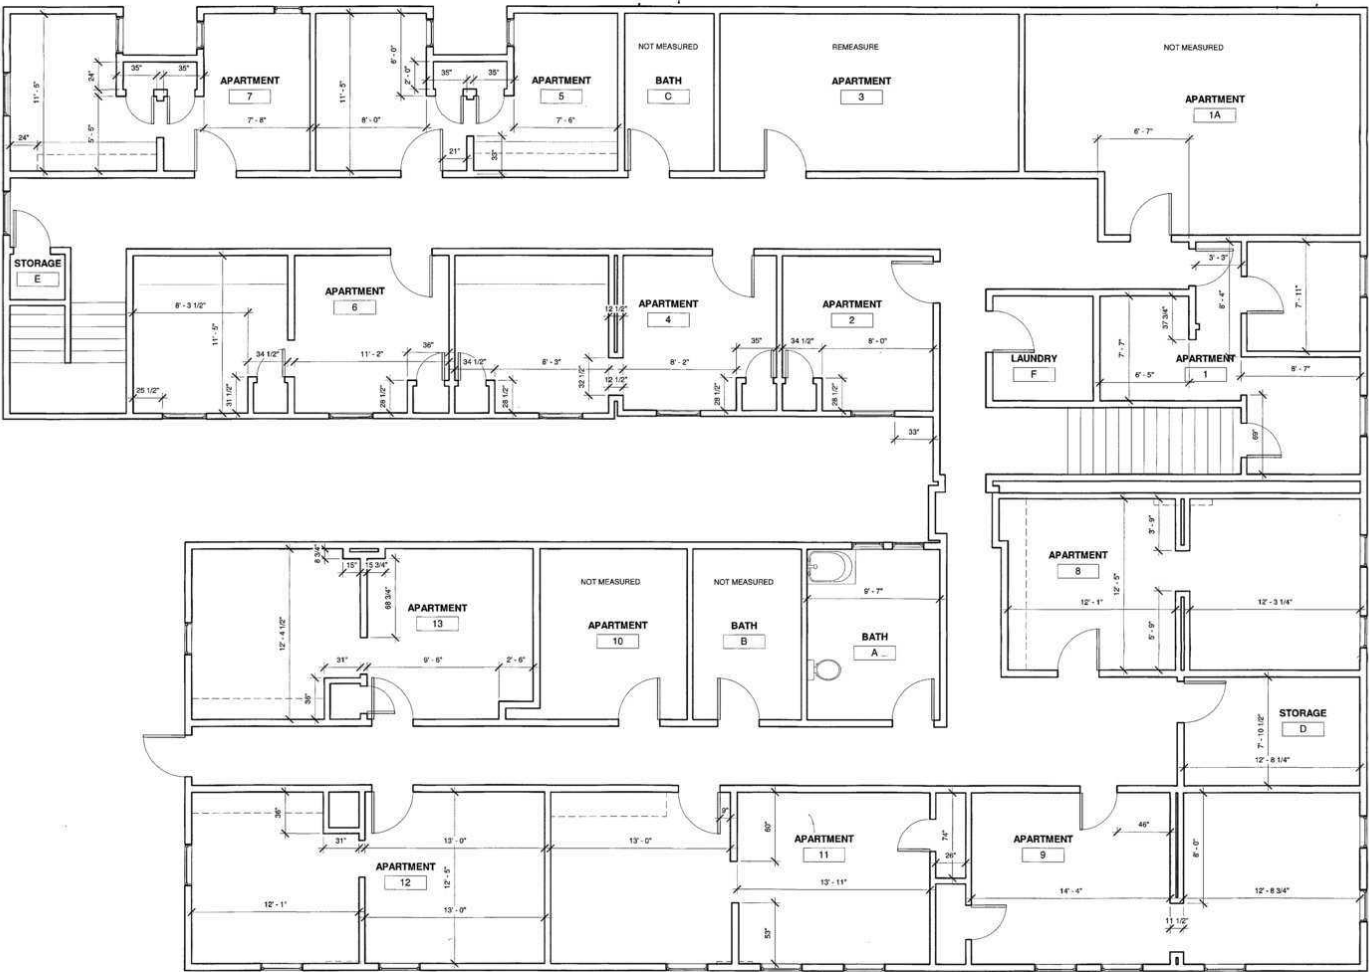 NOT MEASURED
REMEASURE
NOT MEASURED
APARTMENT
7
APARTMENT
5
BATH
C
APARTMENT
3
APARTMENT
1A
35"
35"
24"
11' - 5"
5' - 5"
24"
7' - 8"
11' - 5"
8' - 0"
35"
35"
2' - 0"
21"
33"
7' - 6"
6' - 7"
STORAGE
E
8' - 3 1/2"
11' - 5"
34 1/2"
25 1/2"
31 1/2"
APARTMENT
6
11' - 2"
36"
28 1/2"
34 1/2"
28 1/2"
8' - 3"
12 1/2"
32 1/2"
12 1/2"
APARTMENT
4
8' - 2"
35"
28 1/2"
34 1/2"
28 1/2"
APARTMENT
2
8' - 0"
33"
3' - 3"
8' - 4"
7' - 11"
37 3/4"
7' - 7"
LAUNDRY
F
APARTMENT
1
6' - 5"
8' - 7"
69"
8 3/4"
15"
15 3/4"
68 3/4"
12' - 4 1/2"
APARTMENT
13
31"
9' - 6"
2' - 6"
36"
NOT MEASURED
APARTMENT
10
NOT MEASURED
BATH
B
9' - 7"
BATH
A
3' - 9"
APARTMENT
8
12' - 5"
12' - 1"
12' - 3 1/4"
5' - 9"
STORAGE
D
7' - 10 1/2"
12' - 8 1/4"
36"
31"
13' - 0"
12' - 5"
APARTMENT
12
12' - 1"
13' - 0"
13' - 0"
60"
APARTMENT
11
13' - 11"
53"
74"
26"
APARTMENT
9
46"
8' - 0"
14' - 4"
12' - 8 3/4"
11 1/2"